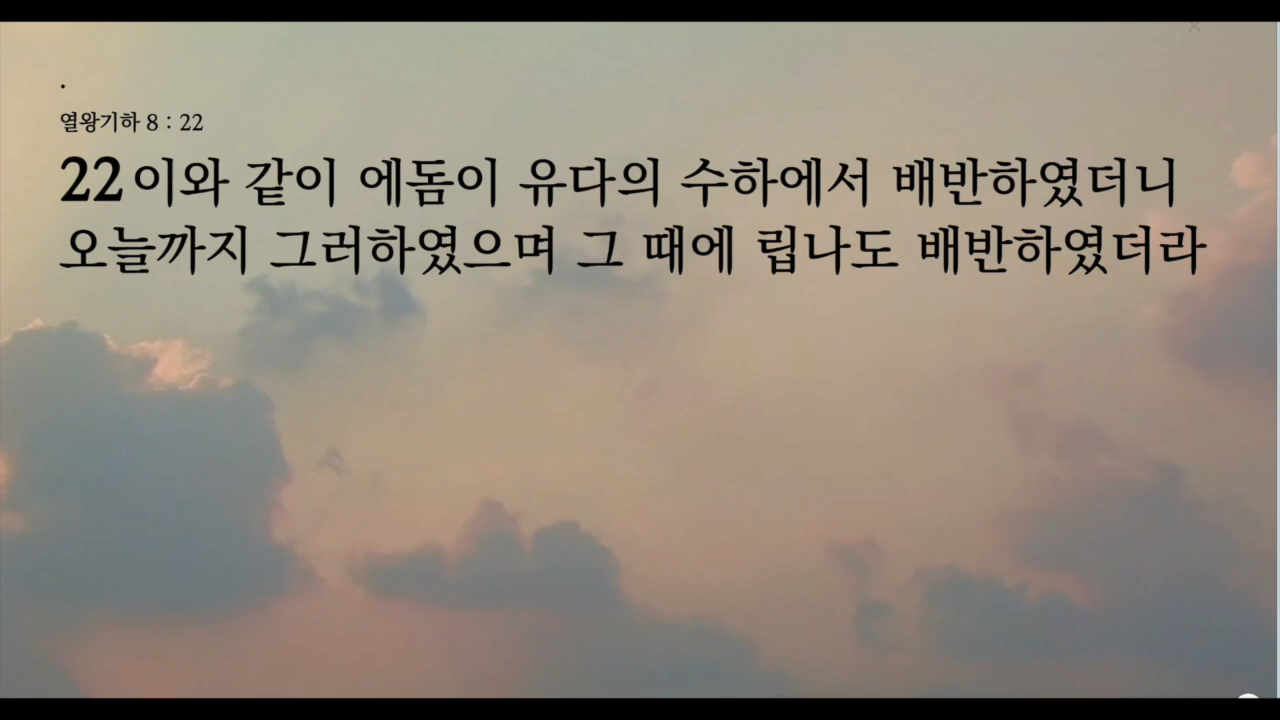 .
열왕기하 8 : 22
22 이와 같이 에돔이 유다의 수하에서 배반하였더니
오늘까지 그러하였으며 그 때에 립나도 배반하였더라